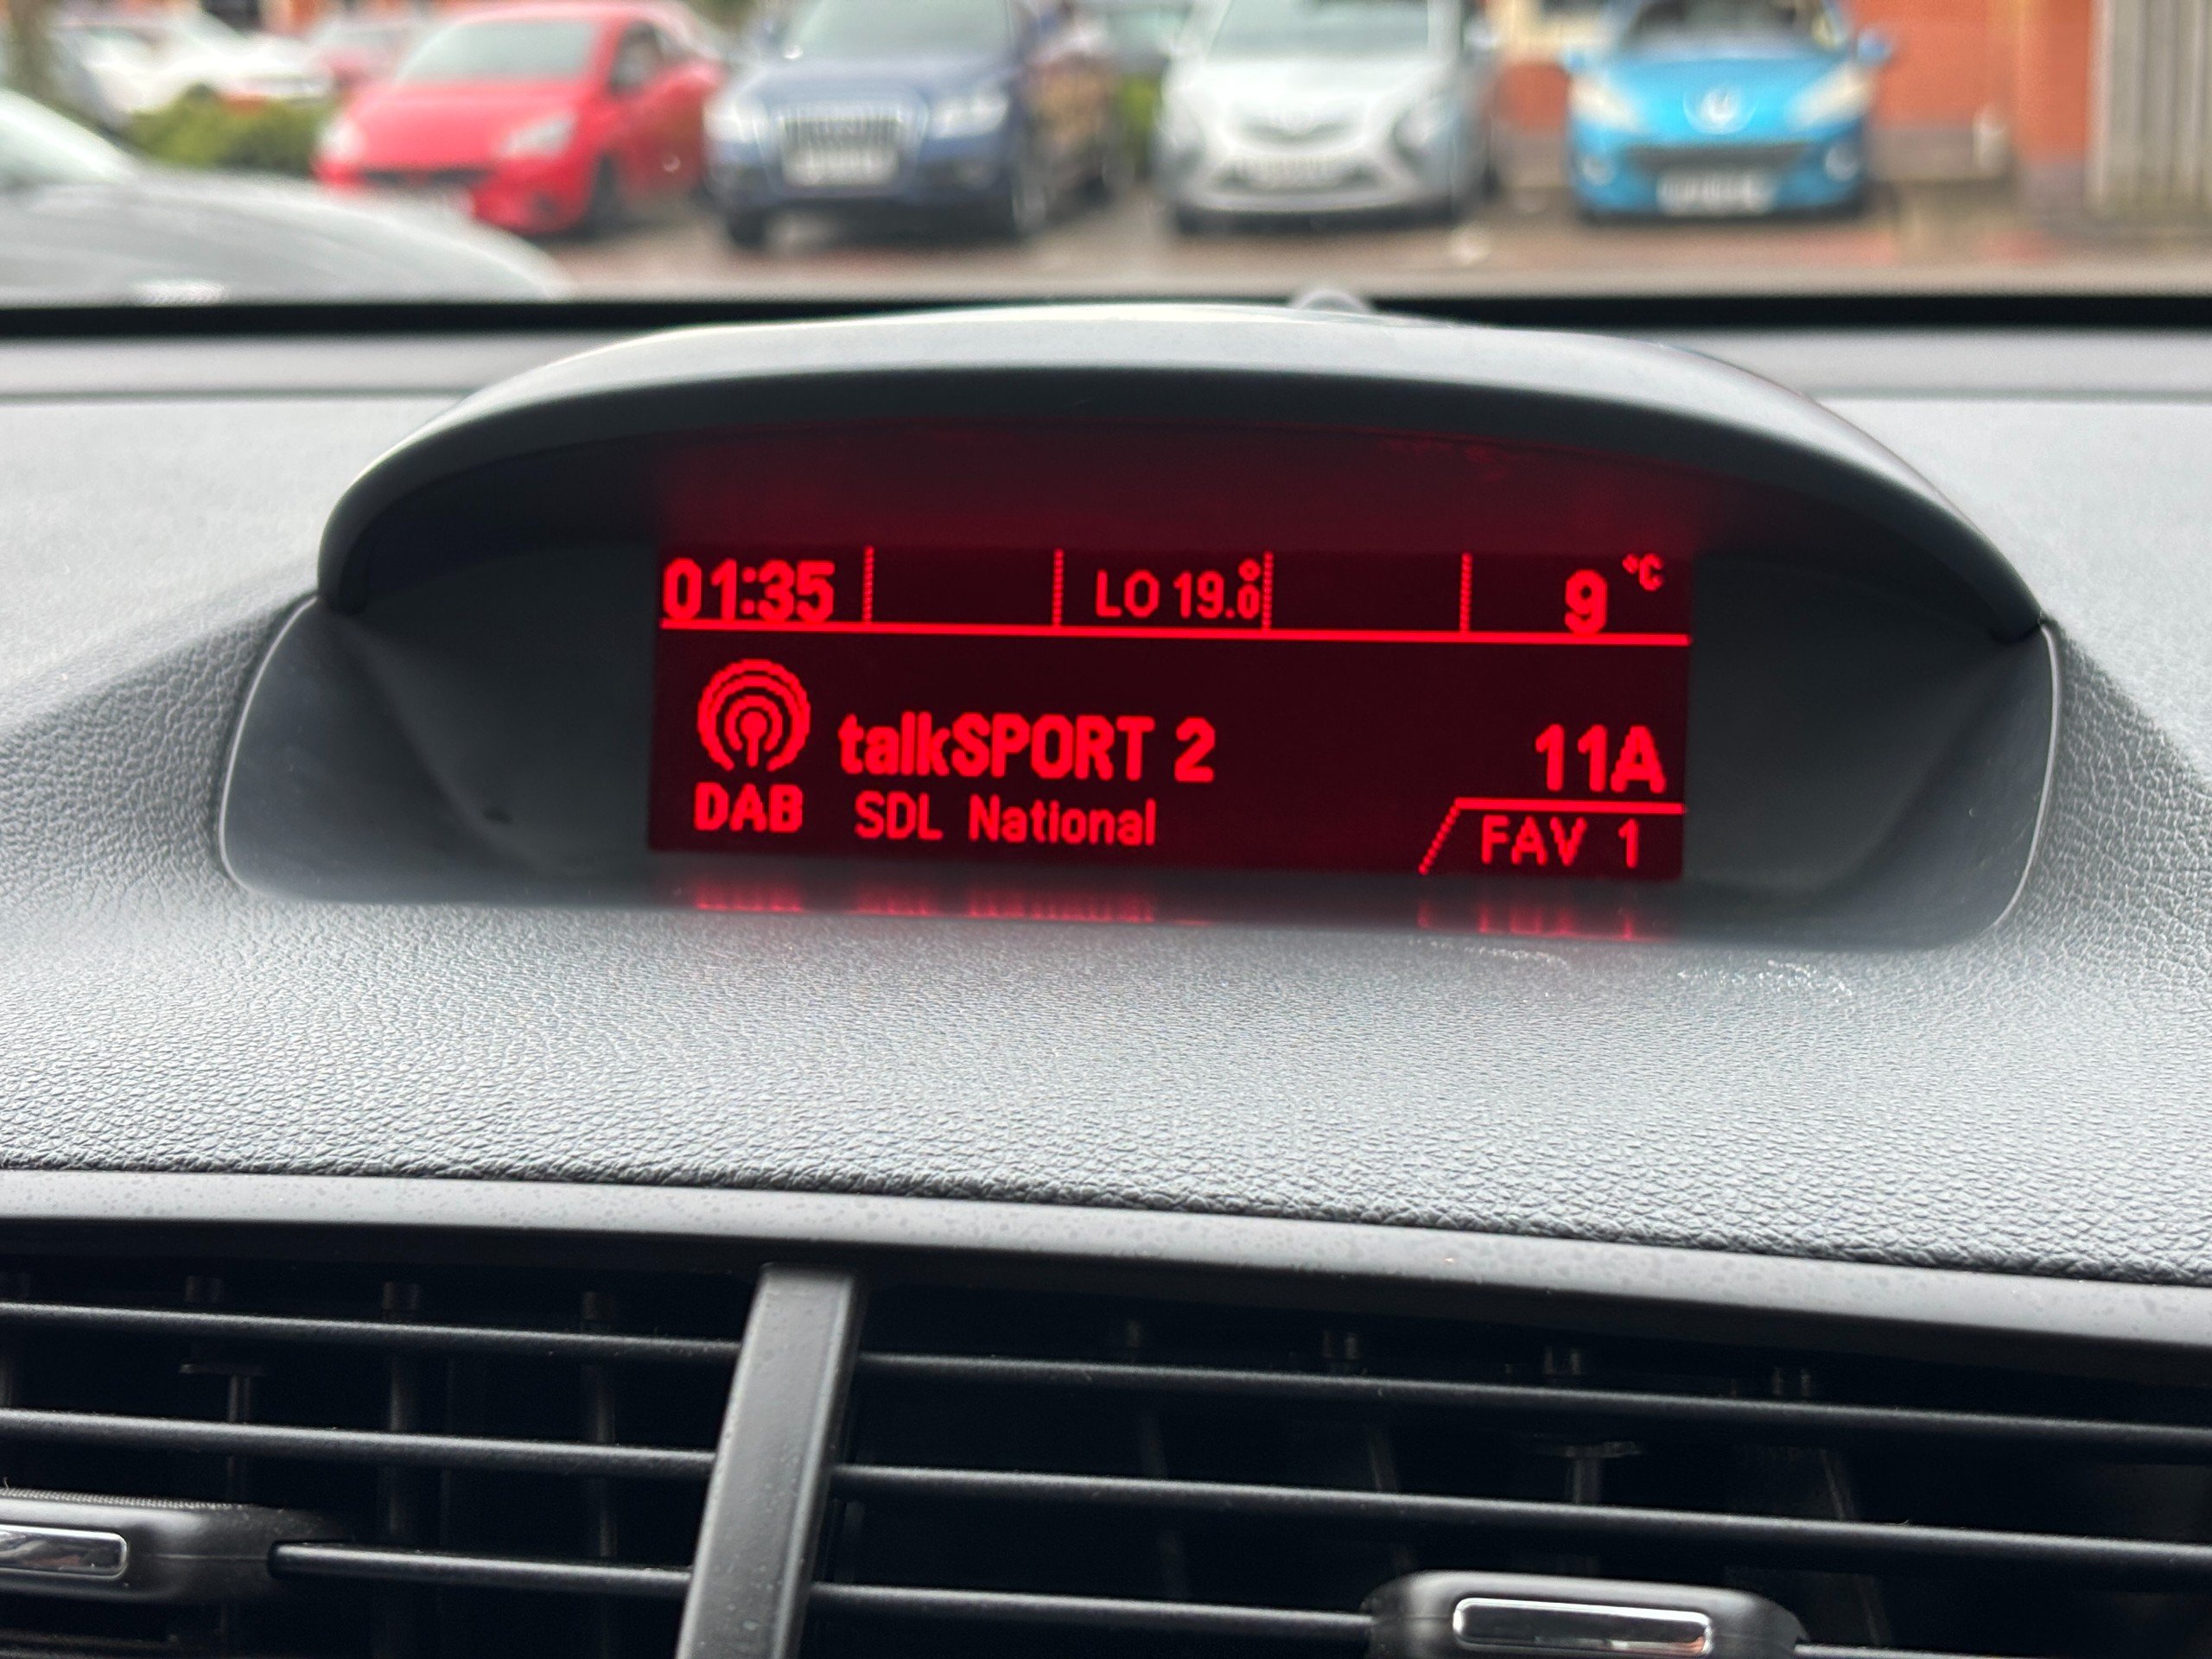 01:35 LO 19.0° 9 °C
talkSPORT 2 11A
DAB SDL National FAV 1